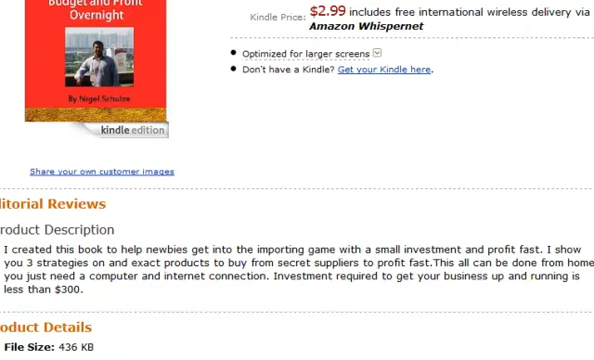 Budget and Profit
Overnight
By Nigel Schulze
kindle edition
Share your own customer images
Kindle Price: $2.99 includes free international wireless delivery via
Amazon Whispernet
Optimized for larger screens
Don't have a Kindle? Get your Kindle here.
ditorial Reviews
roduct Description
I created this book to help newbies get into the importing game with a small investment and profit fast. I show
you 3 strategies on and exact products to buy from secret suppliers to profit fast.This all can be done from home
you just need a computer and internet connection. Investment required to get your business up and running is
less than $300.
oduct Details
File Size: 436 KB